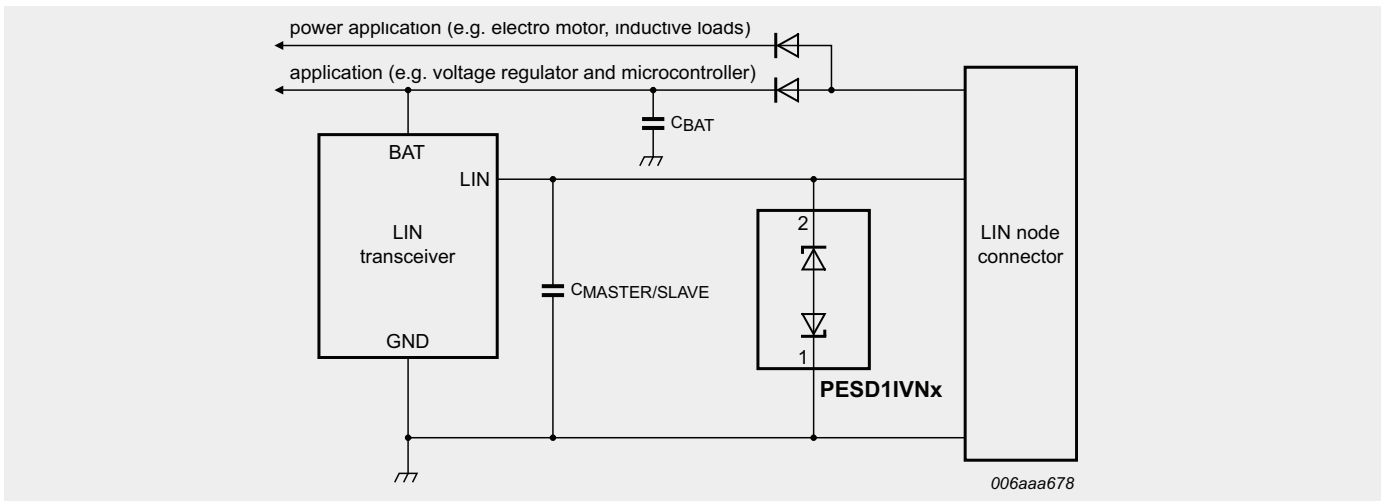 power application (e.g. electro motor, inductive loads)
application (e.g. voltage regulator and microcontroller)
CBAT
BAT
LIN
LIN
transceiver
GND
CMASTER/SLAVE
2
1
PESD1IVNx
LIN node
connector
006aaa678